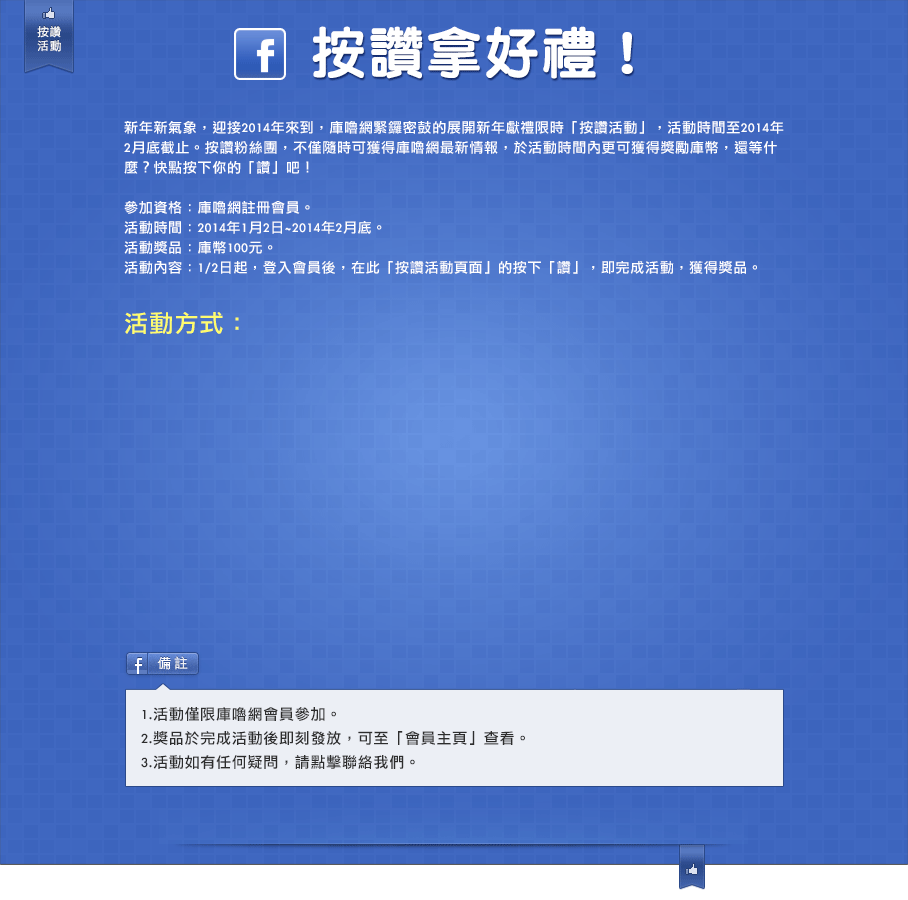 按讚
活動
按讚拿好禮！
新年新氣象，迎接2014年來到，庫嚕網緊鑼密鼓的展開新年獻禮限時「按讚活動」，活動時間至2014年
2月底截止。按讚粉絲團，不僅隨時可獲得庫嚕網最新情報，於活動時間內更可獲得獎勵庫幣，還等什
麼？快點按下你的「讚」吧！
參加資格：庫嚕網註冊會員。
活動時間：2014年1月2日~2014年2月底。
活動獎品：庫幣100元。
活動內容：1/2日起，登入會員後，在此「按讚活動頁面」的按下「讚」，即完成活動，獲得獎品。
活動方式：
備註
1.活動僅限庫嚕網會員參加。
2.獎品於完成活動後即刻發放，可至「會員主頁」查看。
3.活動如有任何疑問，請點擊聯絡我們。